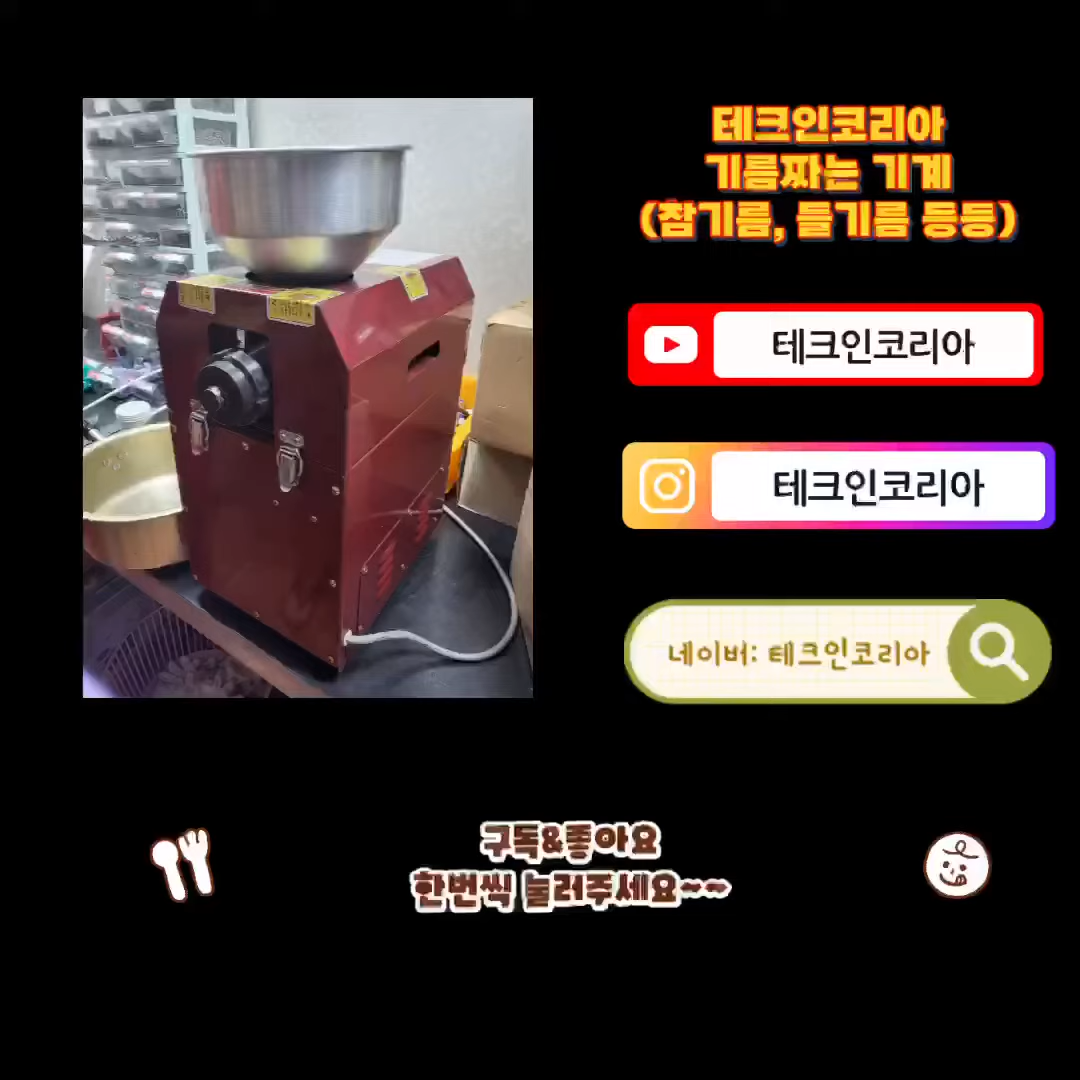 테크인코리아
기름짜는 기계
(참기름, 들기름 등등)
테크인코리아
테크인코리아
네이버: 테크인코리아
구독&좋아요
한번씩 눌러주세요~~